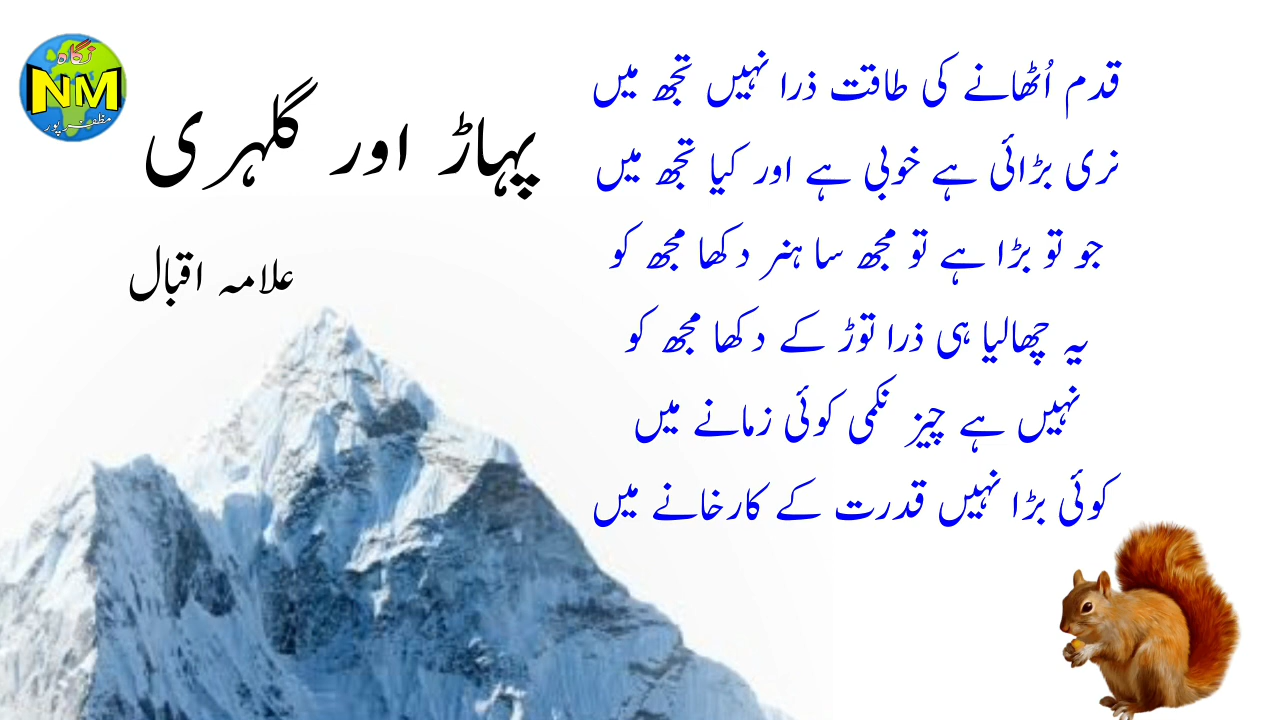 نگاہ
NM
مظفر پور
پہاڑ اور گلہری
علامہ اقبال
قدم اُٹھانے کی طاقت ذرا نہیں تجھ میں
نری بڑائی ہے خوبی ہے اور کیا تجھ میں
جو تو بڑا ہے تو مجھ سا ہنر دکھا مجھ کو
یہ چھالیا ہی ذرا توڑ کے دکھا مجھ کو
نہیں ہے چیز نکمی کوئی زمانے میں
کوئی بڑا نہیں قدرت کے کارخانے میں